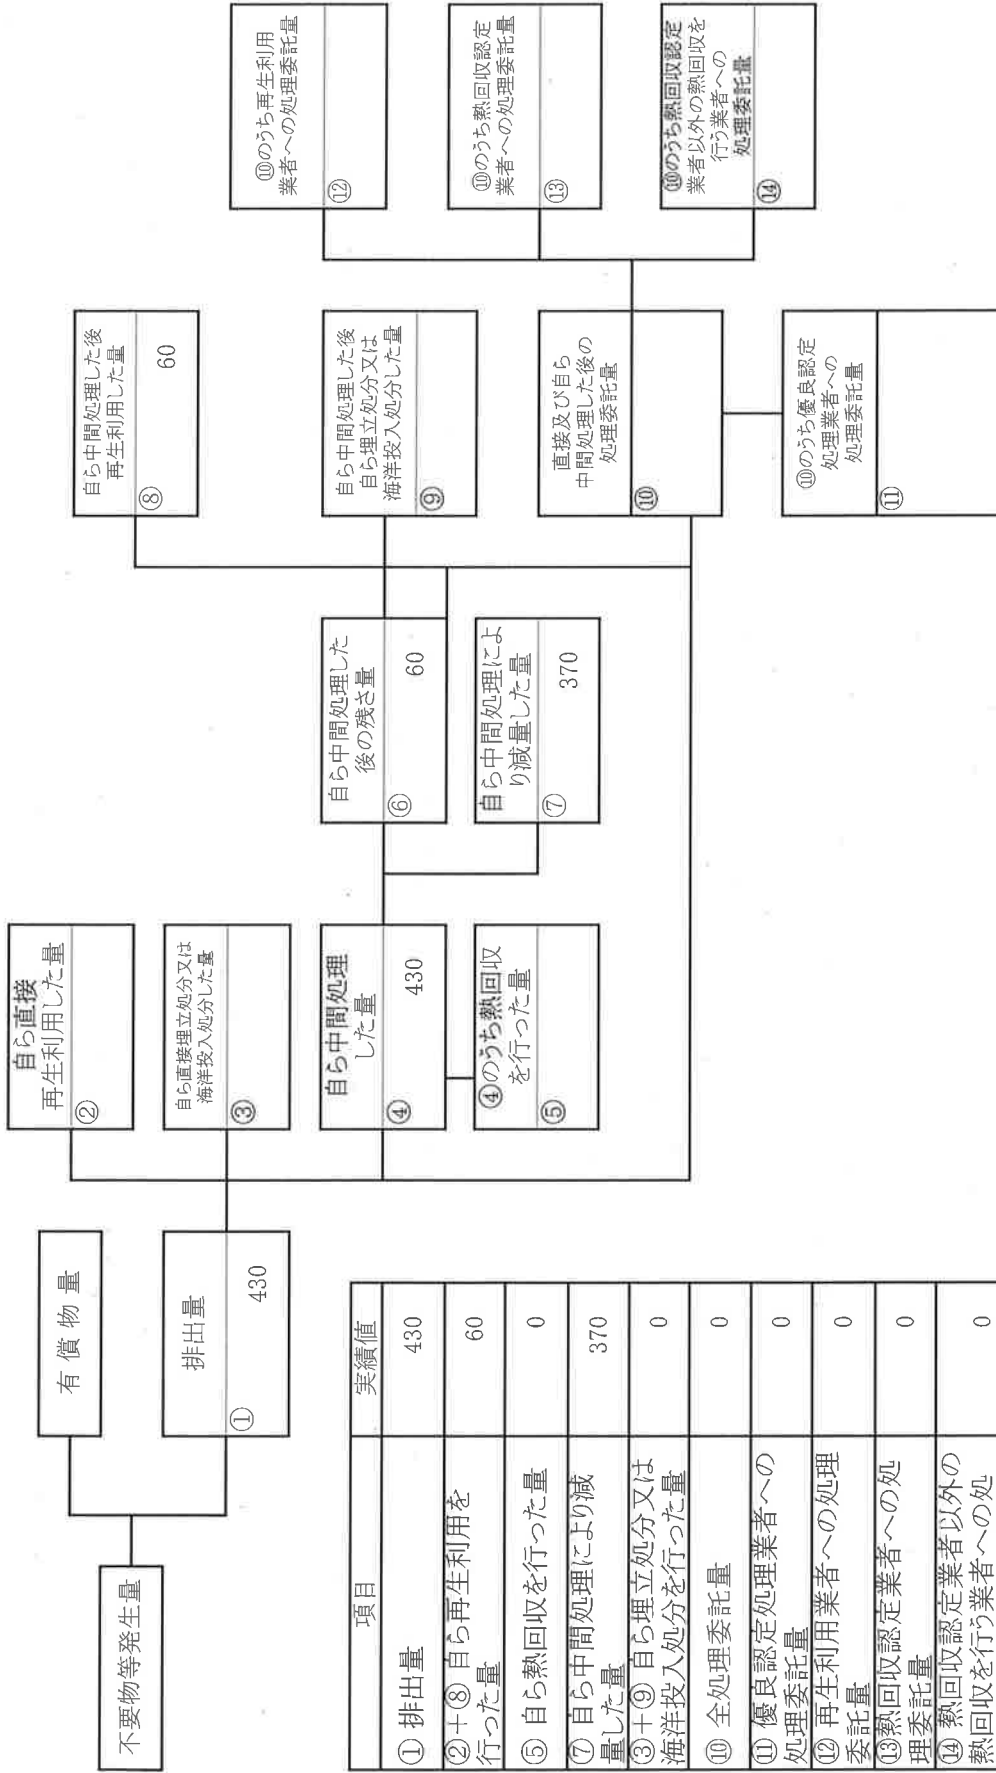 不要物等発生量
有償物量
排出量
①
430
自ら直接
再生利用した量
②
自ら直接埋立処分又は
海洋投入処分した量
③
自ら中間処理
した量
④
430
④のうち熱回収
を行った量
⑤
自ら中間処理した
後の残さ量
⑥
60
自ら中間処理によ
り減量した量
⑦
370
自ら中間処理した後
再生利用した量
⑧
60
自ら中間処理した後
自ら埋立処分又は
海洋投入処分した量
⑨
直接及び自ら
中間処理した後の
処理委託量
⑩
⑩のうち優良認定
処理業者への
処理委託量
⑪
⑩のうち再生利用
業者への処理委託量
⑫
⑩のうち熱回収認定
業者への処理委託量
⑬
⑩のうち熱回収認定
業者以外の熱回収を
行う業者への
処理委託量
⑭
項目 実績値
①排出量 430
②+⑧自ら再生利用を
行った量 60
⑤自ら熱回収を行った量 0
⑦自ら中間処理により減
量した量 370
③+⑨自ら埋立処分又は
海洋投入処分を行った量 0
⑩全処理委託量 0
⑪優良認定処理業者への
処理委託量 0
⑫再生利用業者への処理
委託量 0
⑬熱回収認定業者への処
理委託量 0
⑭熱回収認定業者以外の
熱回収を行う業者への処 0